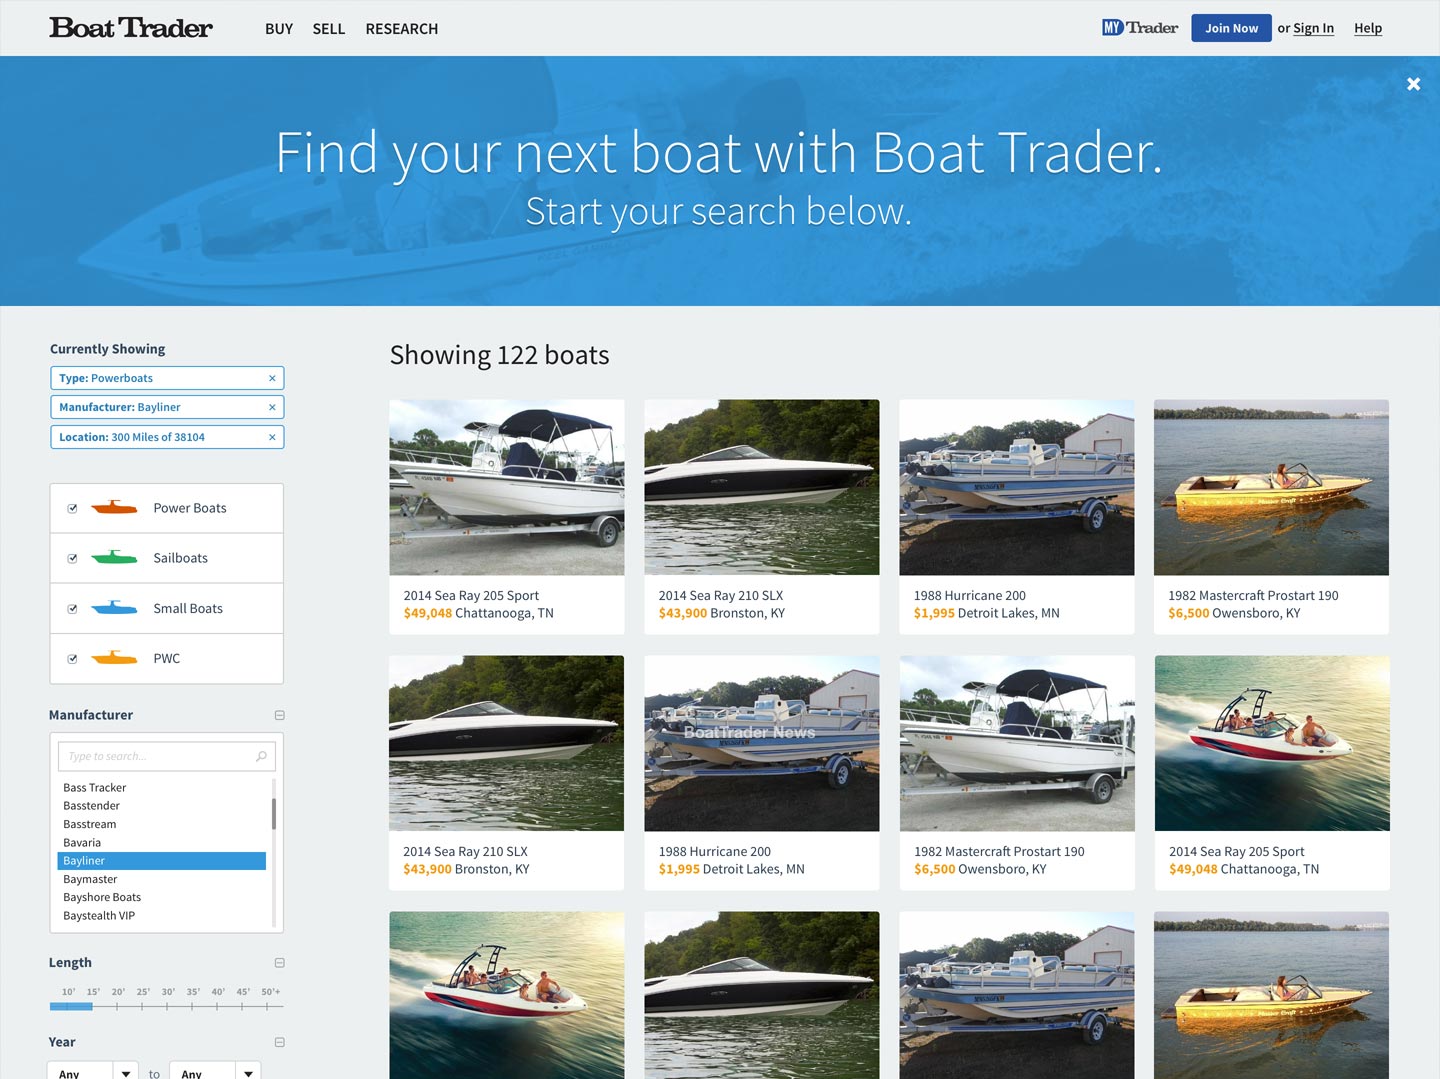 Boat Trader
BUY SELL RESEARCH
MY Trader Join Now or Sign In Help
Find your next boat with Boat Trader.
Start your search below.
Currently Showing
Type: Powerboats
Manufacturer: Bayliner
Location: 300 Miles of 38104
Power Boats
Sailboats
Small Boats
PWC
Manufacturer
Type to search...
Bass Tracker
Basstender
Basstream
Bavaria
Bayliner
Baymaster
Bayshore Boats
Baystealth VIP
Length
10' 15' 20' 25' 30' 35' 40' 45' 50'+
Year
Any to Any
Showing 122 boats
2014 Sea Ray 205 Sport
$49,048 Chattanooga, TN
2014 Sea Ray 210 SLX
$43,900 Bronston, KY
1988 Hurricane 200
$1,995 Detroit Lakes, MN
1982 Mastercraft Prostart 190
$6,500 Owensboro, KY
2014 Sea Ray 210 SLX
$43,900 Bronston, KY
BoatTrader News
1988 Hurricane 200
$1,995 Detroit Lakes, MN
1982 Mastercraft Prostart 190
$6,500 Owensboro, KY
2014 Sea Ray 205 Sport
$49,048 Chattanooga, TN